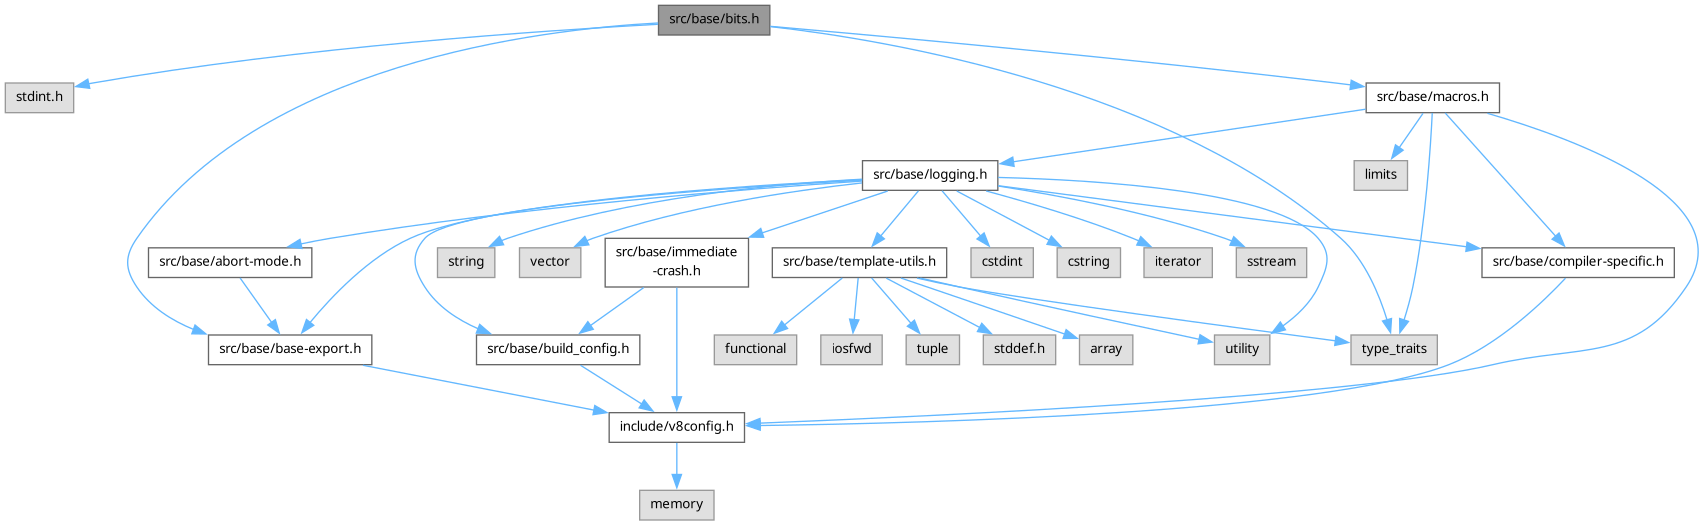 src/base/bits.h
stdint.h
src/base/macros.h
src/base/logging.h
limits
src/base/abort-mode.h
string
vector
src/base/immediate
-crash.h
src/base/template-utils.h
cstdint
cstring
iterator
sstream
src/base/compiler-specific.h
src/base/base-export.h
src/base/build_config.h
functional
iosfwd
tuple
stddef.h
array
utility
type_traits
include/v8config.h
memory